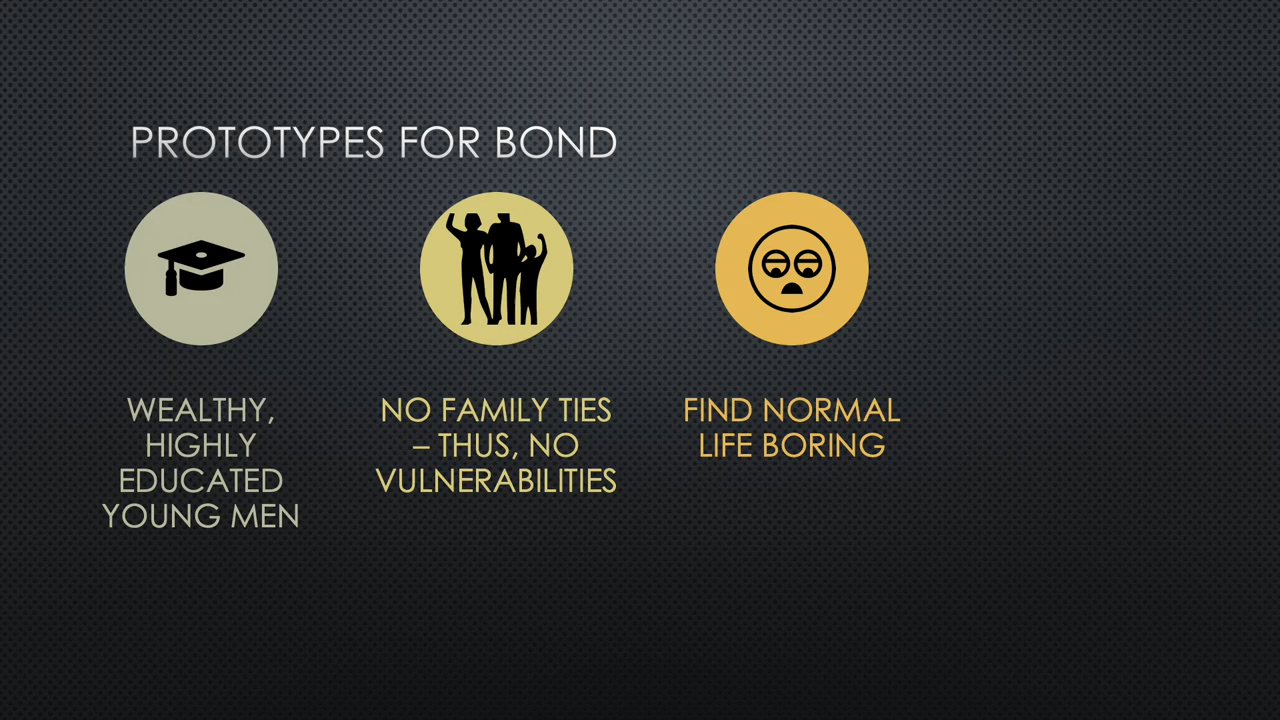 PROTOTYPES FOR BOND
WEALTHY,
HIGHLY
EDUCATED
YOUNG MEN
NO FAMILY TIES
– THUS, NO
VULNERABILITIES
FIND NORMAL
LIFE BORING